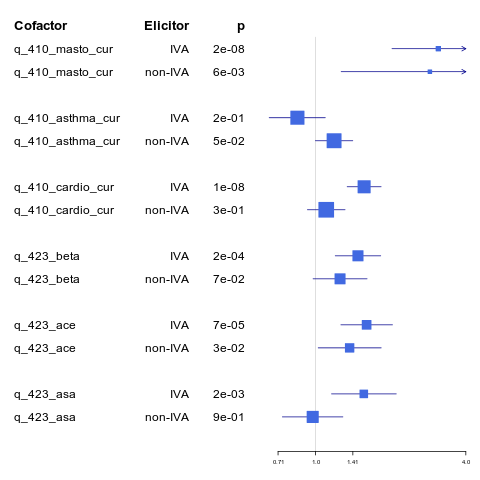 Cofactor Elicitor p
q_410_masto_cur IVA 2e-08
q_410_masto_cur non-IVA 6e-03
q_410_asthma_cur IVA 2e-01
q_410_asthma_cur non-IVA 5e-02
q_410_cardio_cur IVA 1e-08
q_410_cardio_cur non-IVA 3e-01
q_423_beta IVA 2e-04
q_423_beta non-IVA 7e-02
q_423_ace IVA 7e-05
q_423_ace non-IVA 3e-02
q_423_asa IVA 2e-03
q_423_asa non-IVA 9e-01
0.71 1.0 1.41 4.0